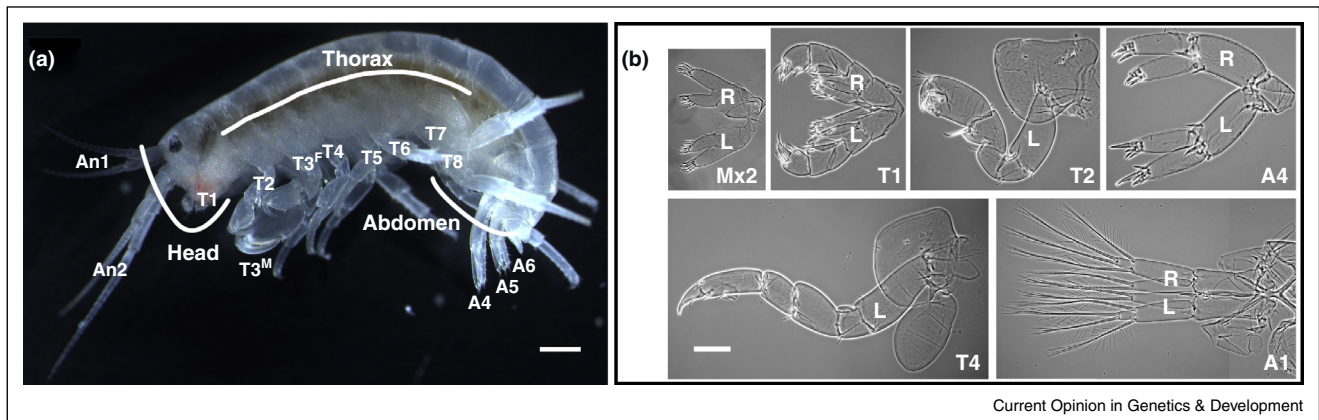 (a)
Thorax
An1
T1
T2
T3F
T4
T5
T6
T7
T8
Head
Abdomen
An2
T3M
A4
A5
A6
(b)
R
L
Mx2
R
L
T1
L
T2
R
L
A4
L
T4
R
L
A1
Current Opinion in Genetics & Development